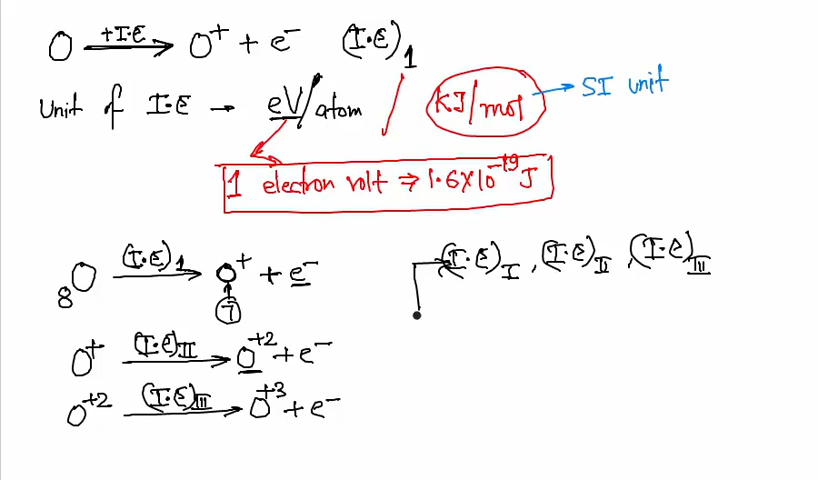 O +I·E → O⁺ + e⁻ (I·E)₁
Unit of I·E → eV/atom / kJ/mol → SI unit
1 electron volt ⇒ 1.6×10⁻¹⁹ J
₈O (I·E)₁ → O⁺ + e⁻
7
(I·E)I , (I·E)II , (I·E)III
O⁺ (I·E)II → O⁺² + e⁻
O⁺² (I·E)III → O⁺³ + e⁻